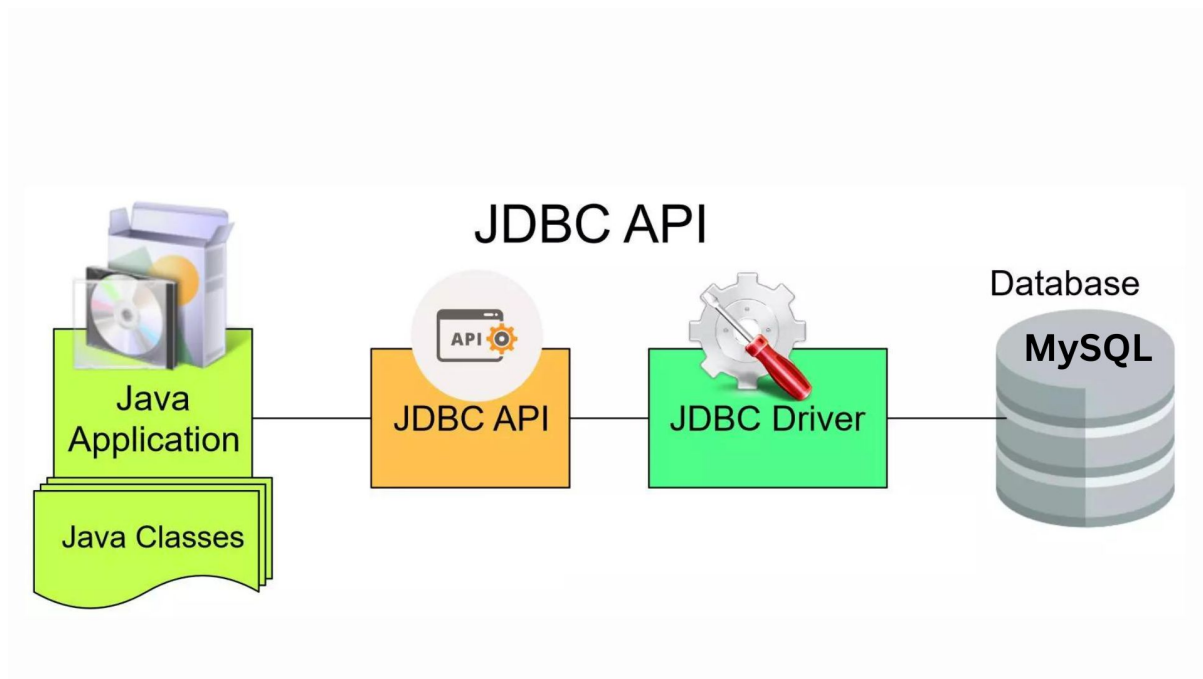 JDBC API
Java
Application
Java Classes
API
JDBC API
JDBC Driver
Database
MySQL